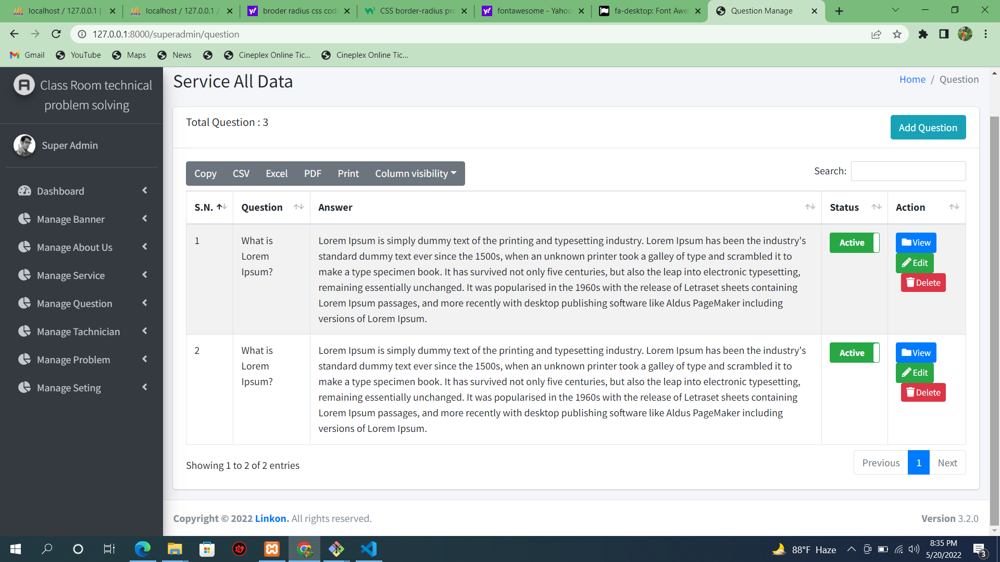 localhost / 127.0.0.1 |
localhost / 127.0.0.1 /
broder radius css cod
CSS border-radius pro
fontawesome - Yahoo
fa-desktop: Font Awe
Question Manage
127.0.0.1:8000/superadmin/question
Gmail
YouTube
Maps
News
Cineplex Online Tic...
Cineplex Online Tic...
Class Room technical
problem solving
Super Admin
Dashboard
Manage Banner
Manage About Us
Manage Service
Manage Question
Manage Tachnician
Manage Problem
Manage Seting
Service All Data
Home / Question
Total Question : 3
Add Question
Copy CSV Excel PDF Print Column visibility
Search:
S.N. Question Answer Status Action
1
What is
Lorem
Ipsum?
Lorem Ipsum is simply dummy text of the printing and typesetting industry. Lorem Ipsum has been the industry's
standard dummy text ever since the 1500s, when an unknown printer took a galley of type and scrambled it to
make a type specimen book. It has survived not only five centuries, but also the leap into electronic typesetting,
remaining essentially unchanged. It was popularised in the 1960s with the release of Letraset sheets containing
Lorem Ipsum passages, and more recently with desktop publishing software like Aldus PageMaker including
versions of Lorem Ipsum.
Active
View
Edit
Delete
2
What is
Lorem
Ipsum?
Lorem Ipsum is simply dummy text of the printing and typesetting industry. Lorem Ipsum has been the industry's
standard dummy text ever since the 1500s, when an unknown printer took a galley of type and scrambled it to
make a type specimen book. It has survived not only five centuries, but also the leap into electronic typesetting,
remaining essentially unchanged. It was popularised in the 1960s with the release of Letraset sheets containing
Lorem Ipsum passages, and more recently with desktop publishing software like Aldus PageMaker including
versions of Lorem Ipsum.
Active
View
Edit
Delete
Showing 1 to 2 of 2 entries
Previous 1 Next
Copyright © 2022 Linkon. All rights reserved.
Version 3.2.0
88°F Haze
8:35 PM
5/20/2022
3